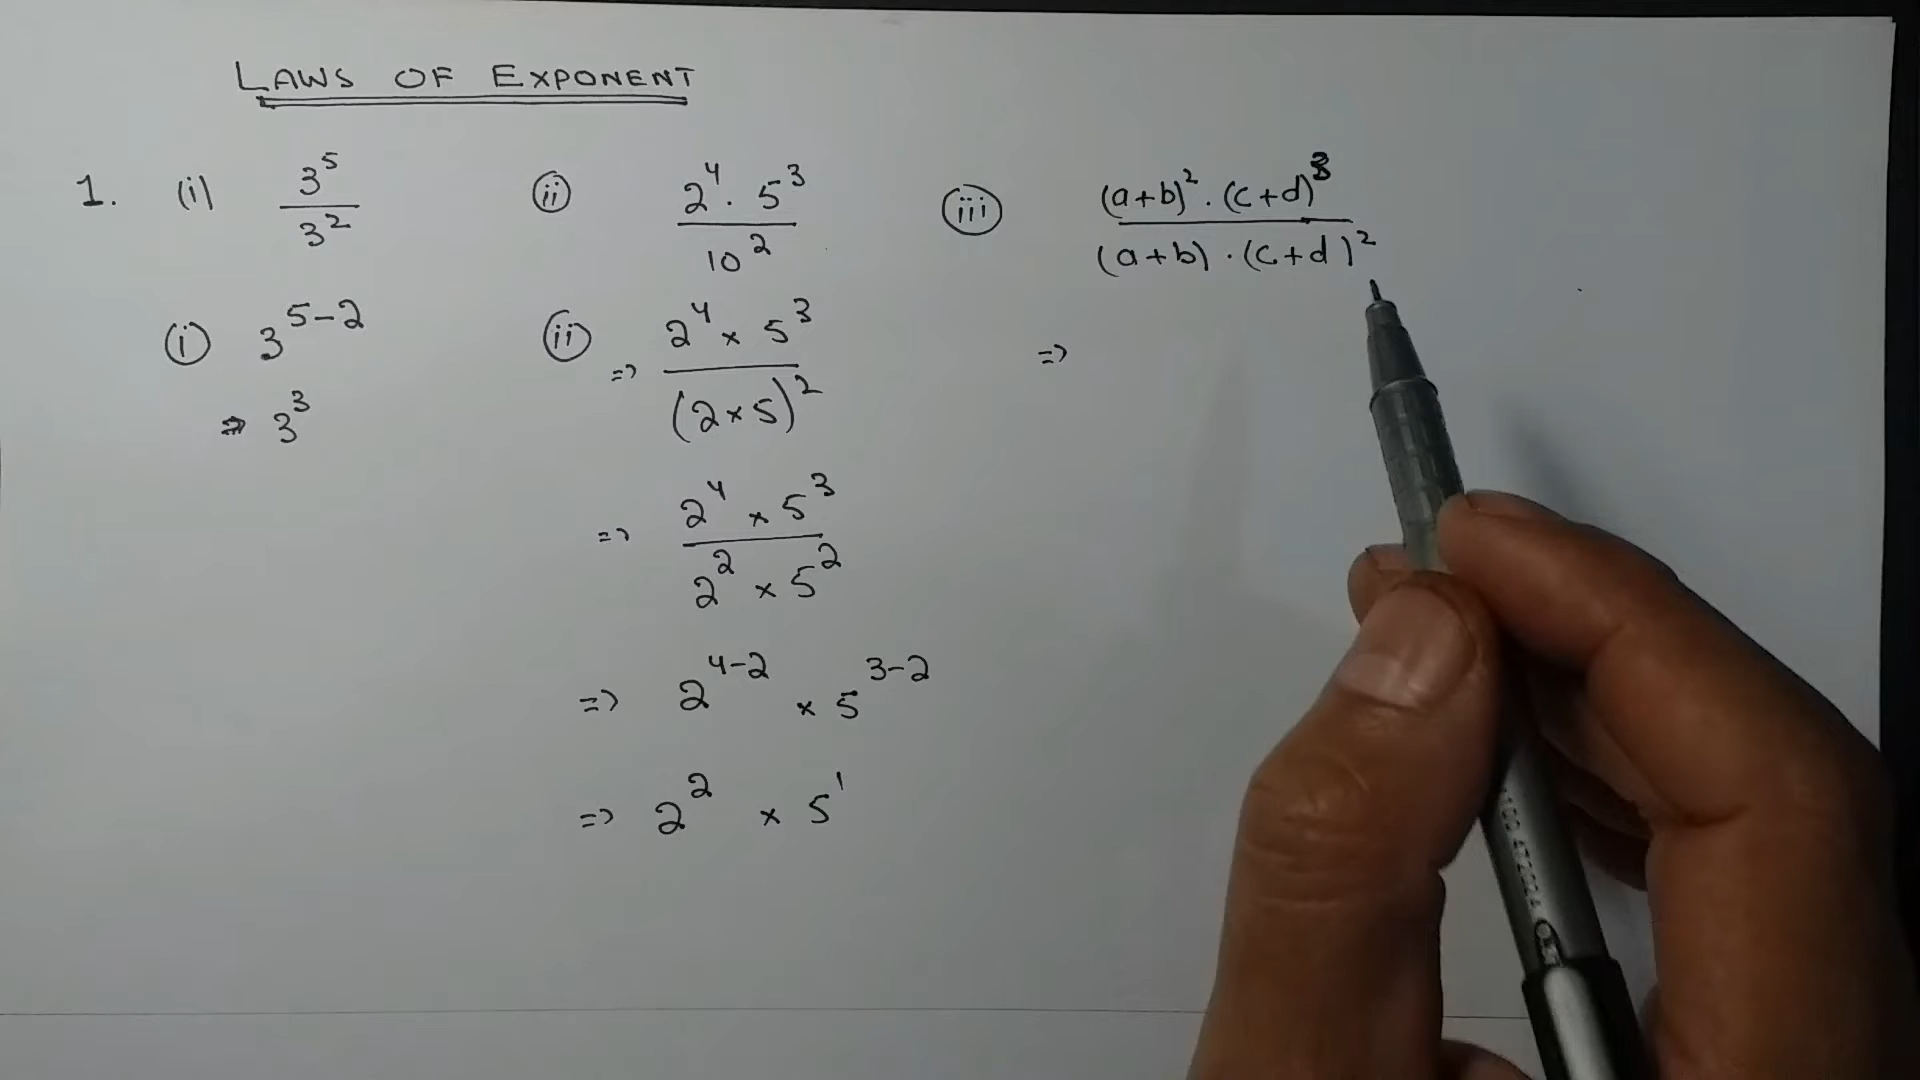 LAWS OF EXPONENT
1. (i) 3^5 / 3^2
(ii) 2^4 . 5^3 / 10^2
(iii) (a+b)^2 . (c+d)^3 / (a+b) . (c+d)^2
(i) 3^5-2
⇒ 3^3
(ii) ⇒ 2^4 × 5^3 / (2×5)^2
⇒ 2^4 × 5^3 / 2^2 × 5^2
⇒ 2^4-2 × 5^3-2
⇒ 2^2 × 5^1
⇒